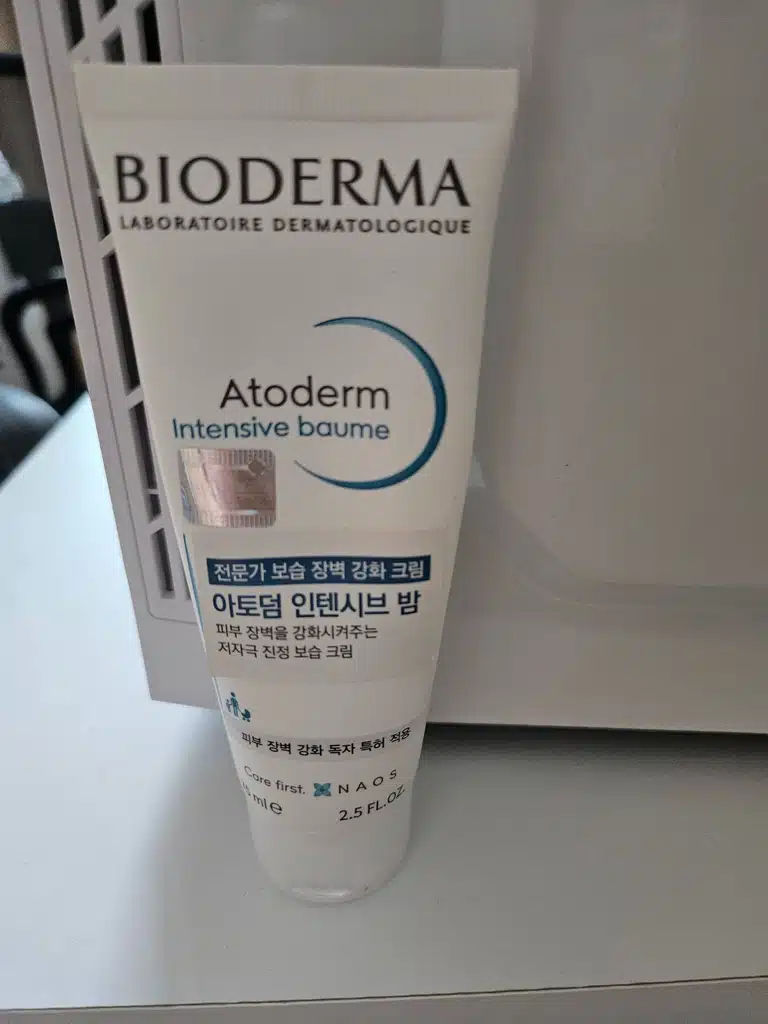 BIODERMA
LABORATOIRE DERMATOLOGIQUE
Atoderm
Intensive baume
전문가 보습 장벽 강화 크림
아토덤 인텐시브 밤
피부 장벽을 강화시켜주는
저자극 진정 보습 크림
피부 장벽 강화 독자 특허 적용
Care first. NAOS
ml℮ 2.5 FL.OZ.